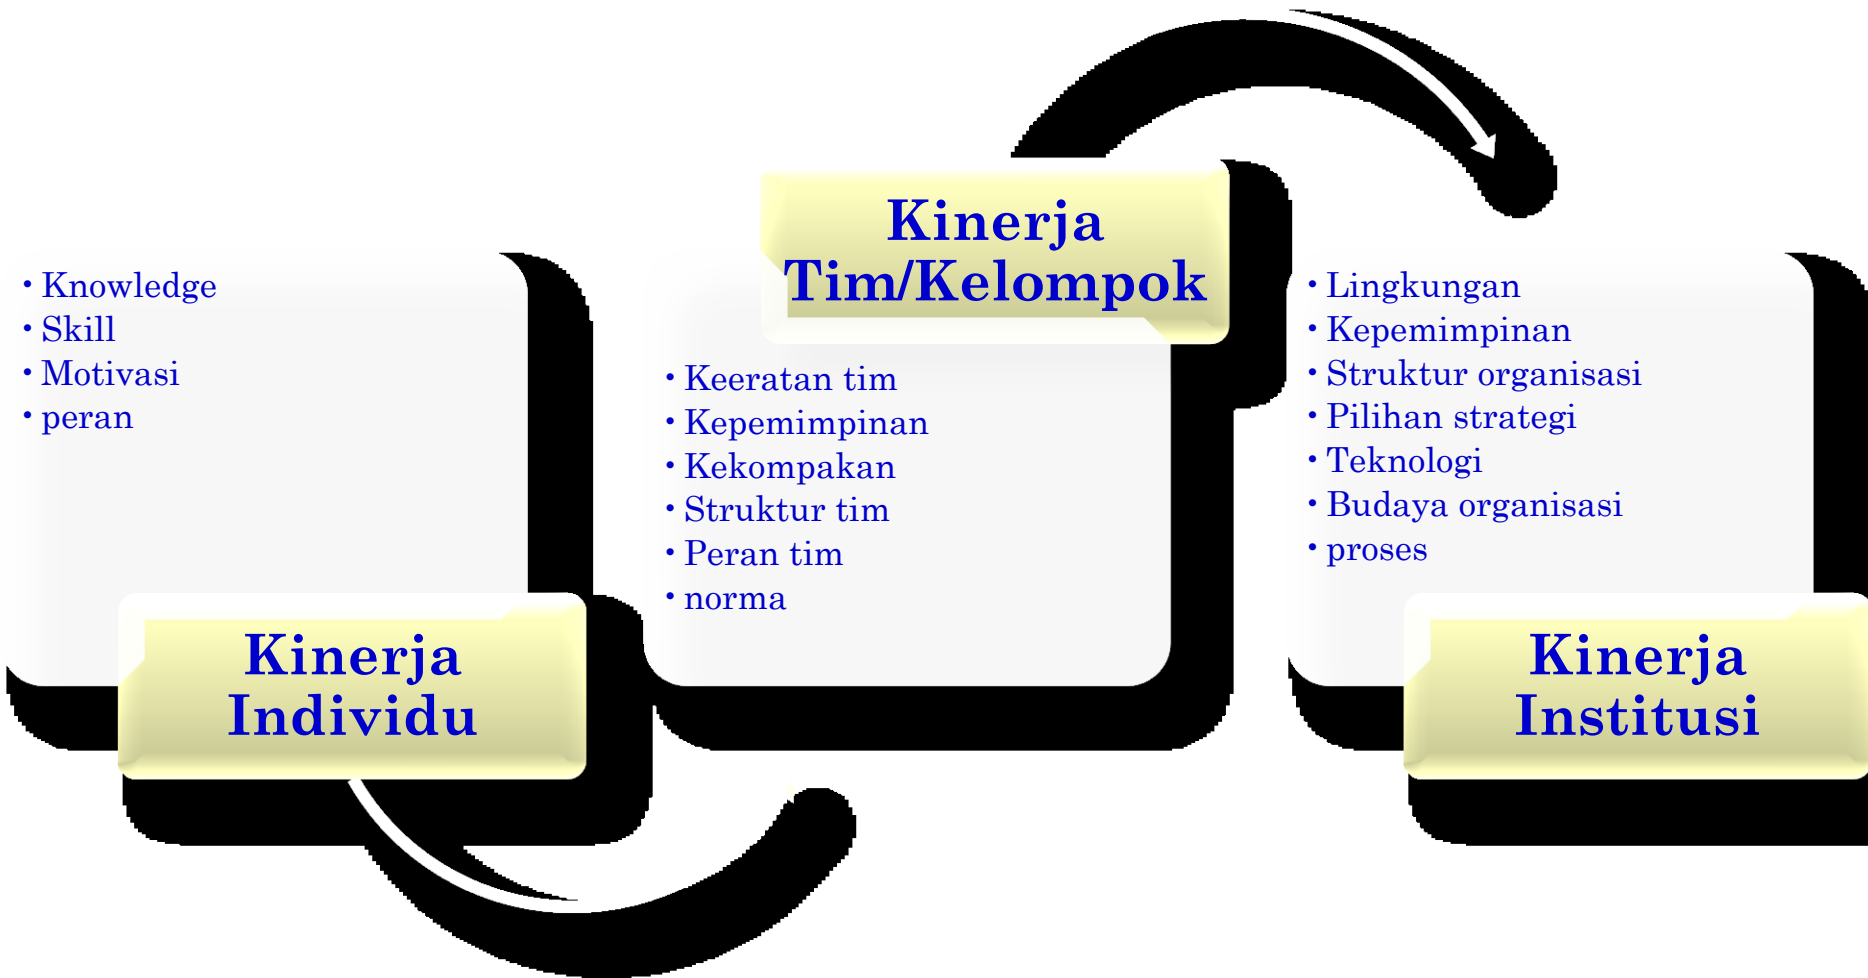 • Knowledge
• Skill
• Motivasi
• peran
Kinerja
Individu
Kinerja
Tim/Kelompok
• Keeratan tim
• Kepemimpinan
• Kekompakan
• Struktur tim
• Peran tim
• norma
• Lingkungan
• Kepemimpinan
• Struktur organisasi
• Pilihan strategi
• Teknologi
• Budaya organisasi
• proses
Kinerja
Institusi